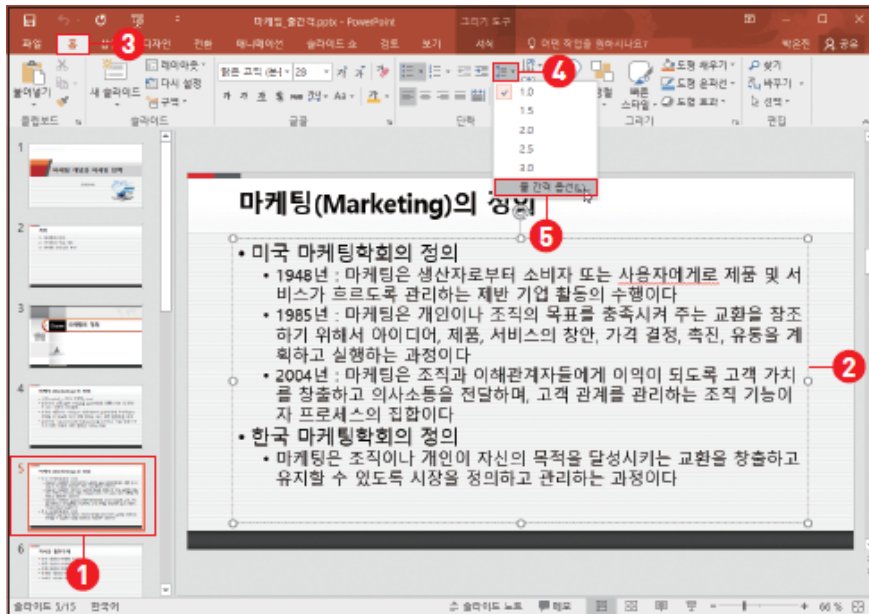 마케팅_줄간격.pptx - PowerPoint
그리기 도구
파일 홈 디자인 전환 애니메이션 슬라이드 쇼 검토 보기 서식 어떤 작업을 원하시나요? 공유
3
4
붙여넣기
새 슬라이드
레이아웃
다시 설정
구역
맑은 고딕 (본 28
빠른 스타일
도형 채우기
도형 윤곽선
도형 효과
찾기
바꾸기
선택
클립보드 슬라이드 글꼴 단락 그리기 편집
1.0
1.5
2.0
2.5
3.0
줄 간격 옵션(L)
5
마케팅(Marketing)의 정의
• 미국 마케팅학회의 정의
• 1948년 : 마케팅은 생산자로부터 소비자 또는 사용자에게로 제품 및 서
비스가 흐르도록 관리하는 제반 기업 활동의 수행이다
• 1985년 : 마케팅은 개인이나 조직의 목표를 충족시켜 주는 교환을 창조
하기 위해서 아이디어, 제품, 서비스의 창안, 가격 결정, 촉진, 유통을 계
획하고 실행하는 과정이다
• 2004년 : 마케팅은 조직과 이해관계자들에게 이익이 되도록 고객 가치
를 창출하고 의사소통을 전달하며, 고객 관계를 관리하는 조직 기능이
자 프로세스의 집합이다
• 한국 마케팅학회의 정의
• 마케팅은 조직이나 개인이 자신의 목적을 달성시키는 교환을 창출하고
유지할 수 있도록 시장을 정의하고 관리하는 과정이다
2
1
2
3
4
5
6
1
슬라이드 5/15 한국어
슬라이드 노트 메모 66 %